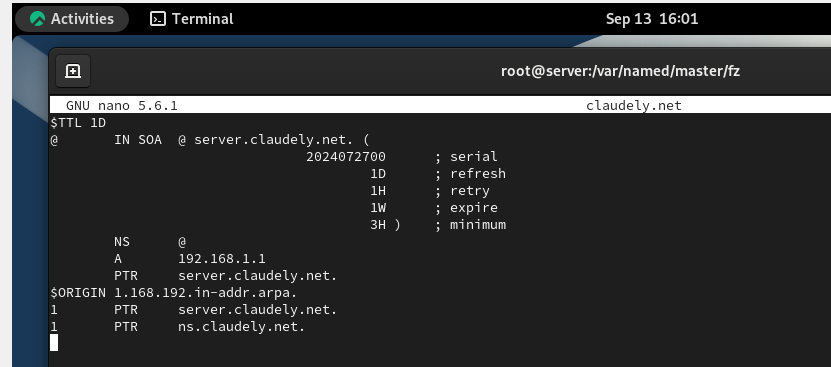 Activities Terminal Sep 13 16:01
root@server:/var/named/master/fz
GNU nano 5.6.1 claudely.net
$TTL 1D
@ IN SOA @ server.claudely.net. (
2024072700 ; serial
1D ; refresh
1H ; retry
1W ; expire
3H ) ; minimum
NS @
A 192.168.1.1
PTR server.claudely.net.
$ORIGIN 1.168.192.in-addr.arpa.
1 PTR server.claudely.net.
1 PTR ns.claudely.net.